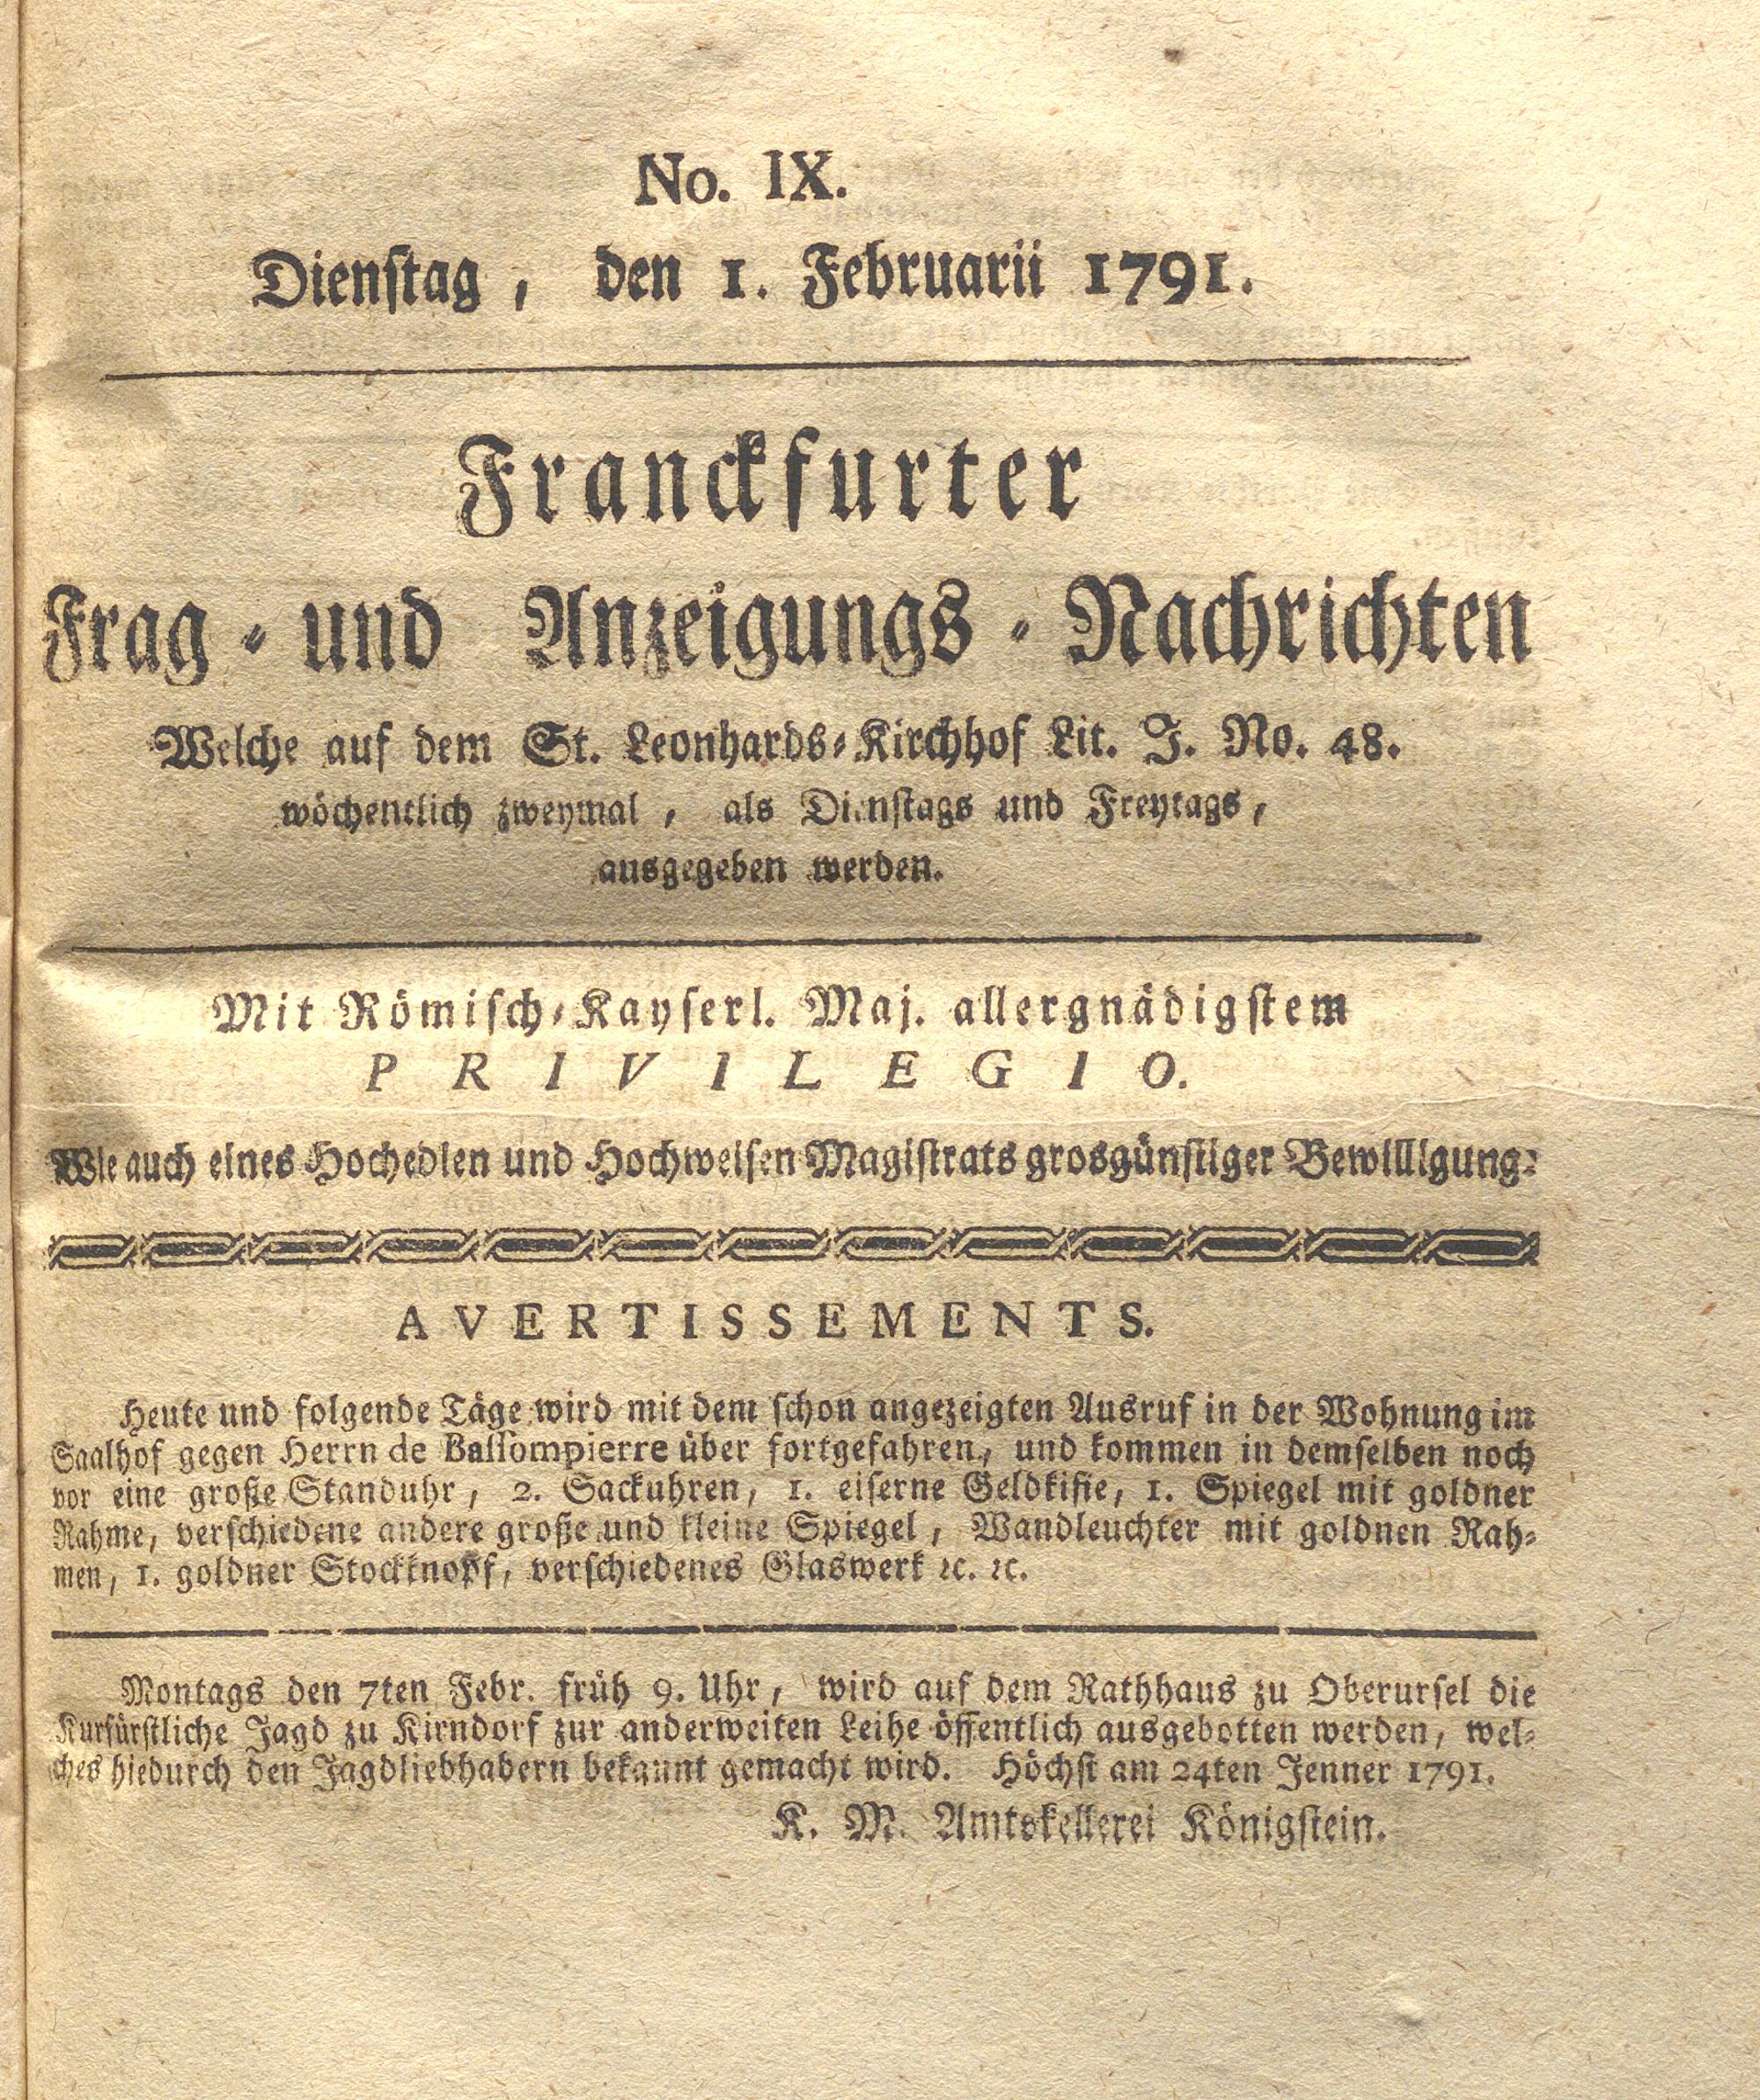 No. IX.
Dienſtag, den 1. Februarii 1791.
Franckfurter
Frag- und Anzeigungs-Nachrichten
Welche auf dem St. Leonhards-Kirchhof Lit. J. No. 48.
wöchentlich zweymal, als Dienſtags und Freytags,
ausgegeben werden.
Mit Römiſch-Kayſerl. Maj. allergnädigſtem
PRIVILEGIO.
Wie auch eines Hochedlen und Hochweiſen Magiſtrats grosgünſtiger Bewilligung.
AVERTISSEMENTS.
Heute und folgende Täge wird mit dem ſchon angezeigten Ausruf in der Wohnung im
Saalhof gegen Herrn de Baſſompierre über fortgefahren, und kommen in demſelben noch
vor eine große Standuhr, 2. Sackuhren, 1. eiſerne Geldkiſte, 1. Spiegel mit goldner
Rahme, verſchiedene andere große und kleine Spiegel, Wandleuchter mit goldnen Rah-
men, 1. goldner Stockknopf, verſchiedenes Glaswerk ꝛc. ꝛc.
Montags den 7ten Febr. früh 9. Uhr, wird auf dem Rathhaus zu Oberurſel die
Kurfürſtliche Jagd zu Kirndorf zur anderweiten Leihe öffentlich ausgebotten werden, wel-
ches hiedurch den Jagdliebhabern bekannt gemacht wird. Höchſt am 24ten Jenner 1791.
K. M. Amtskellerei Königſtein.